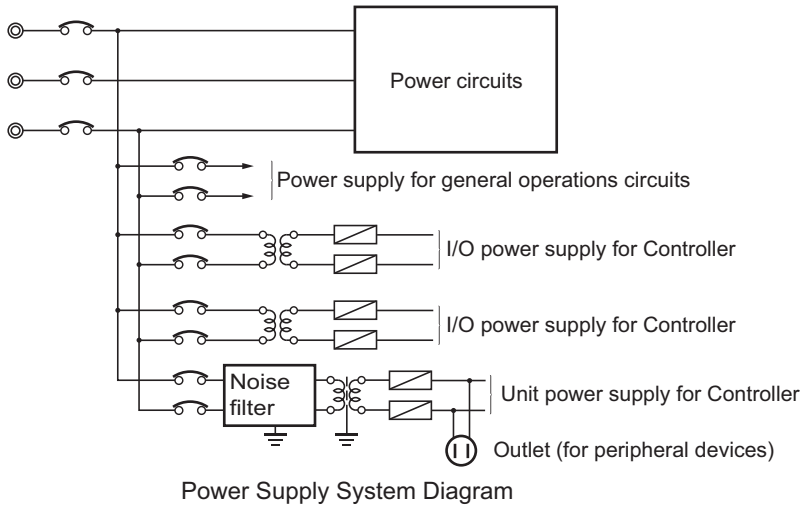 Power circuits
Power supply for general operations circuits
I/O power supply for Controller
I/O power supply for Controller
Noise
filter
Unit power supply for Controller
Outlet (for peripheral devices)
Power Supply System Diagram